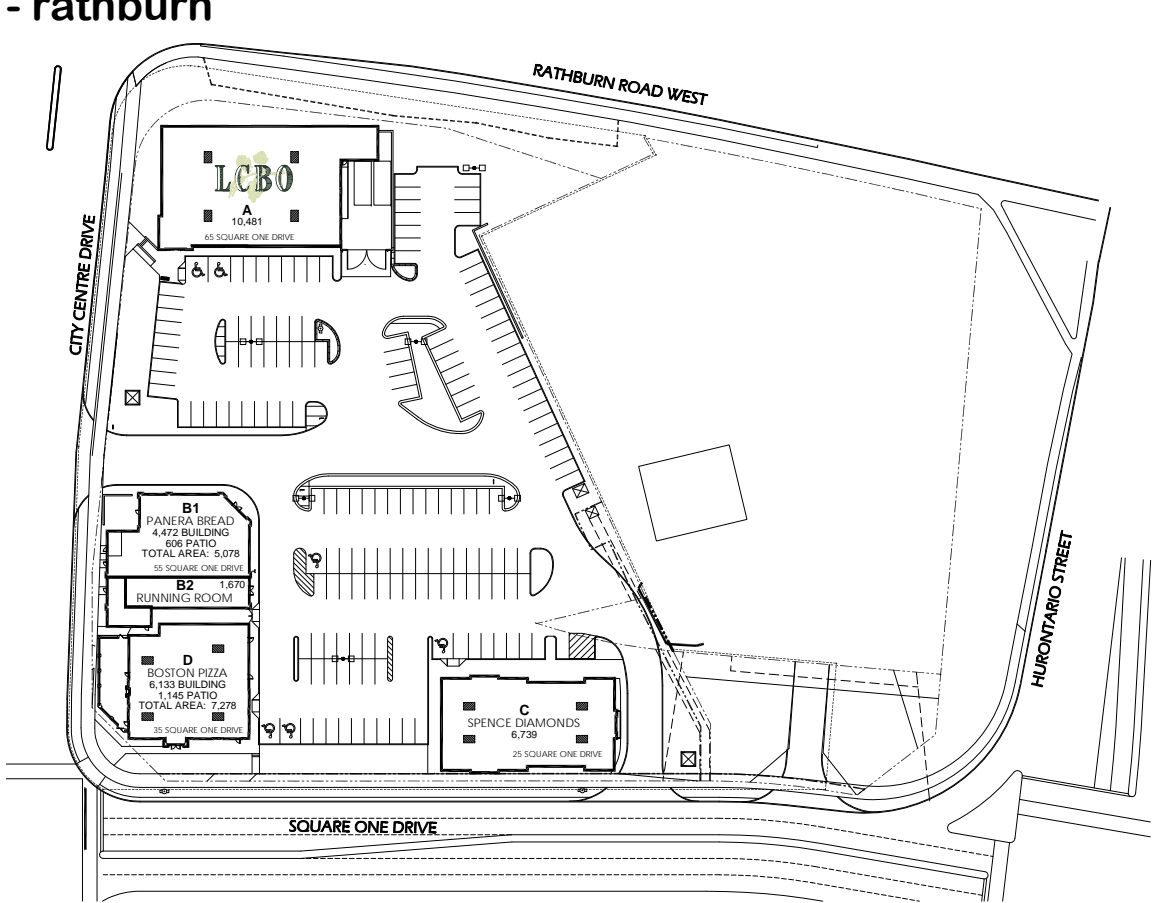 - rathburn
RATHBURN ROAD WEST
LCBO
A
10,481
65 SQUARE ONE DRIVE
CITY CENTRE DRIVE
B1
PANERA BREAD
4,472 BUILDING
606 PATIO
TOTAL AREA: 5,078
55 SQUARE ONE DRIVE
B2 1,670
RUNNING ROOM
D
BOSTON PIZZA
6,133 BUILDING
1,145 PATIO
TOTAL AREA: 7,278
35 SQUARE ONE DRIVE
C
SPENCE DIAMONDS
6,739
25 SQUARE ONE DRIVE
HURONTARIO STREET
SQUARE ONE DRIVE